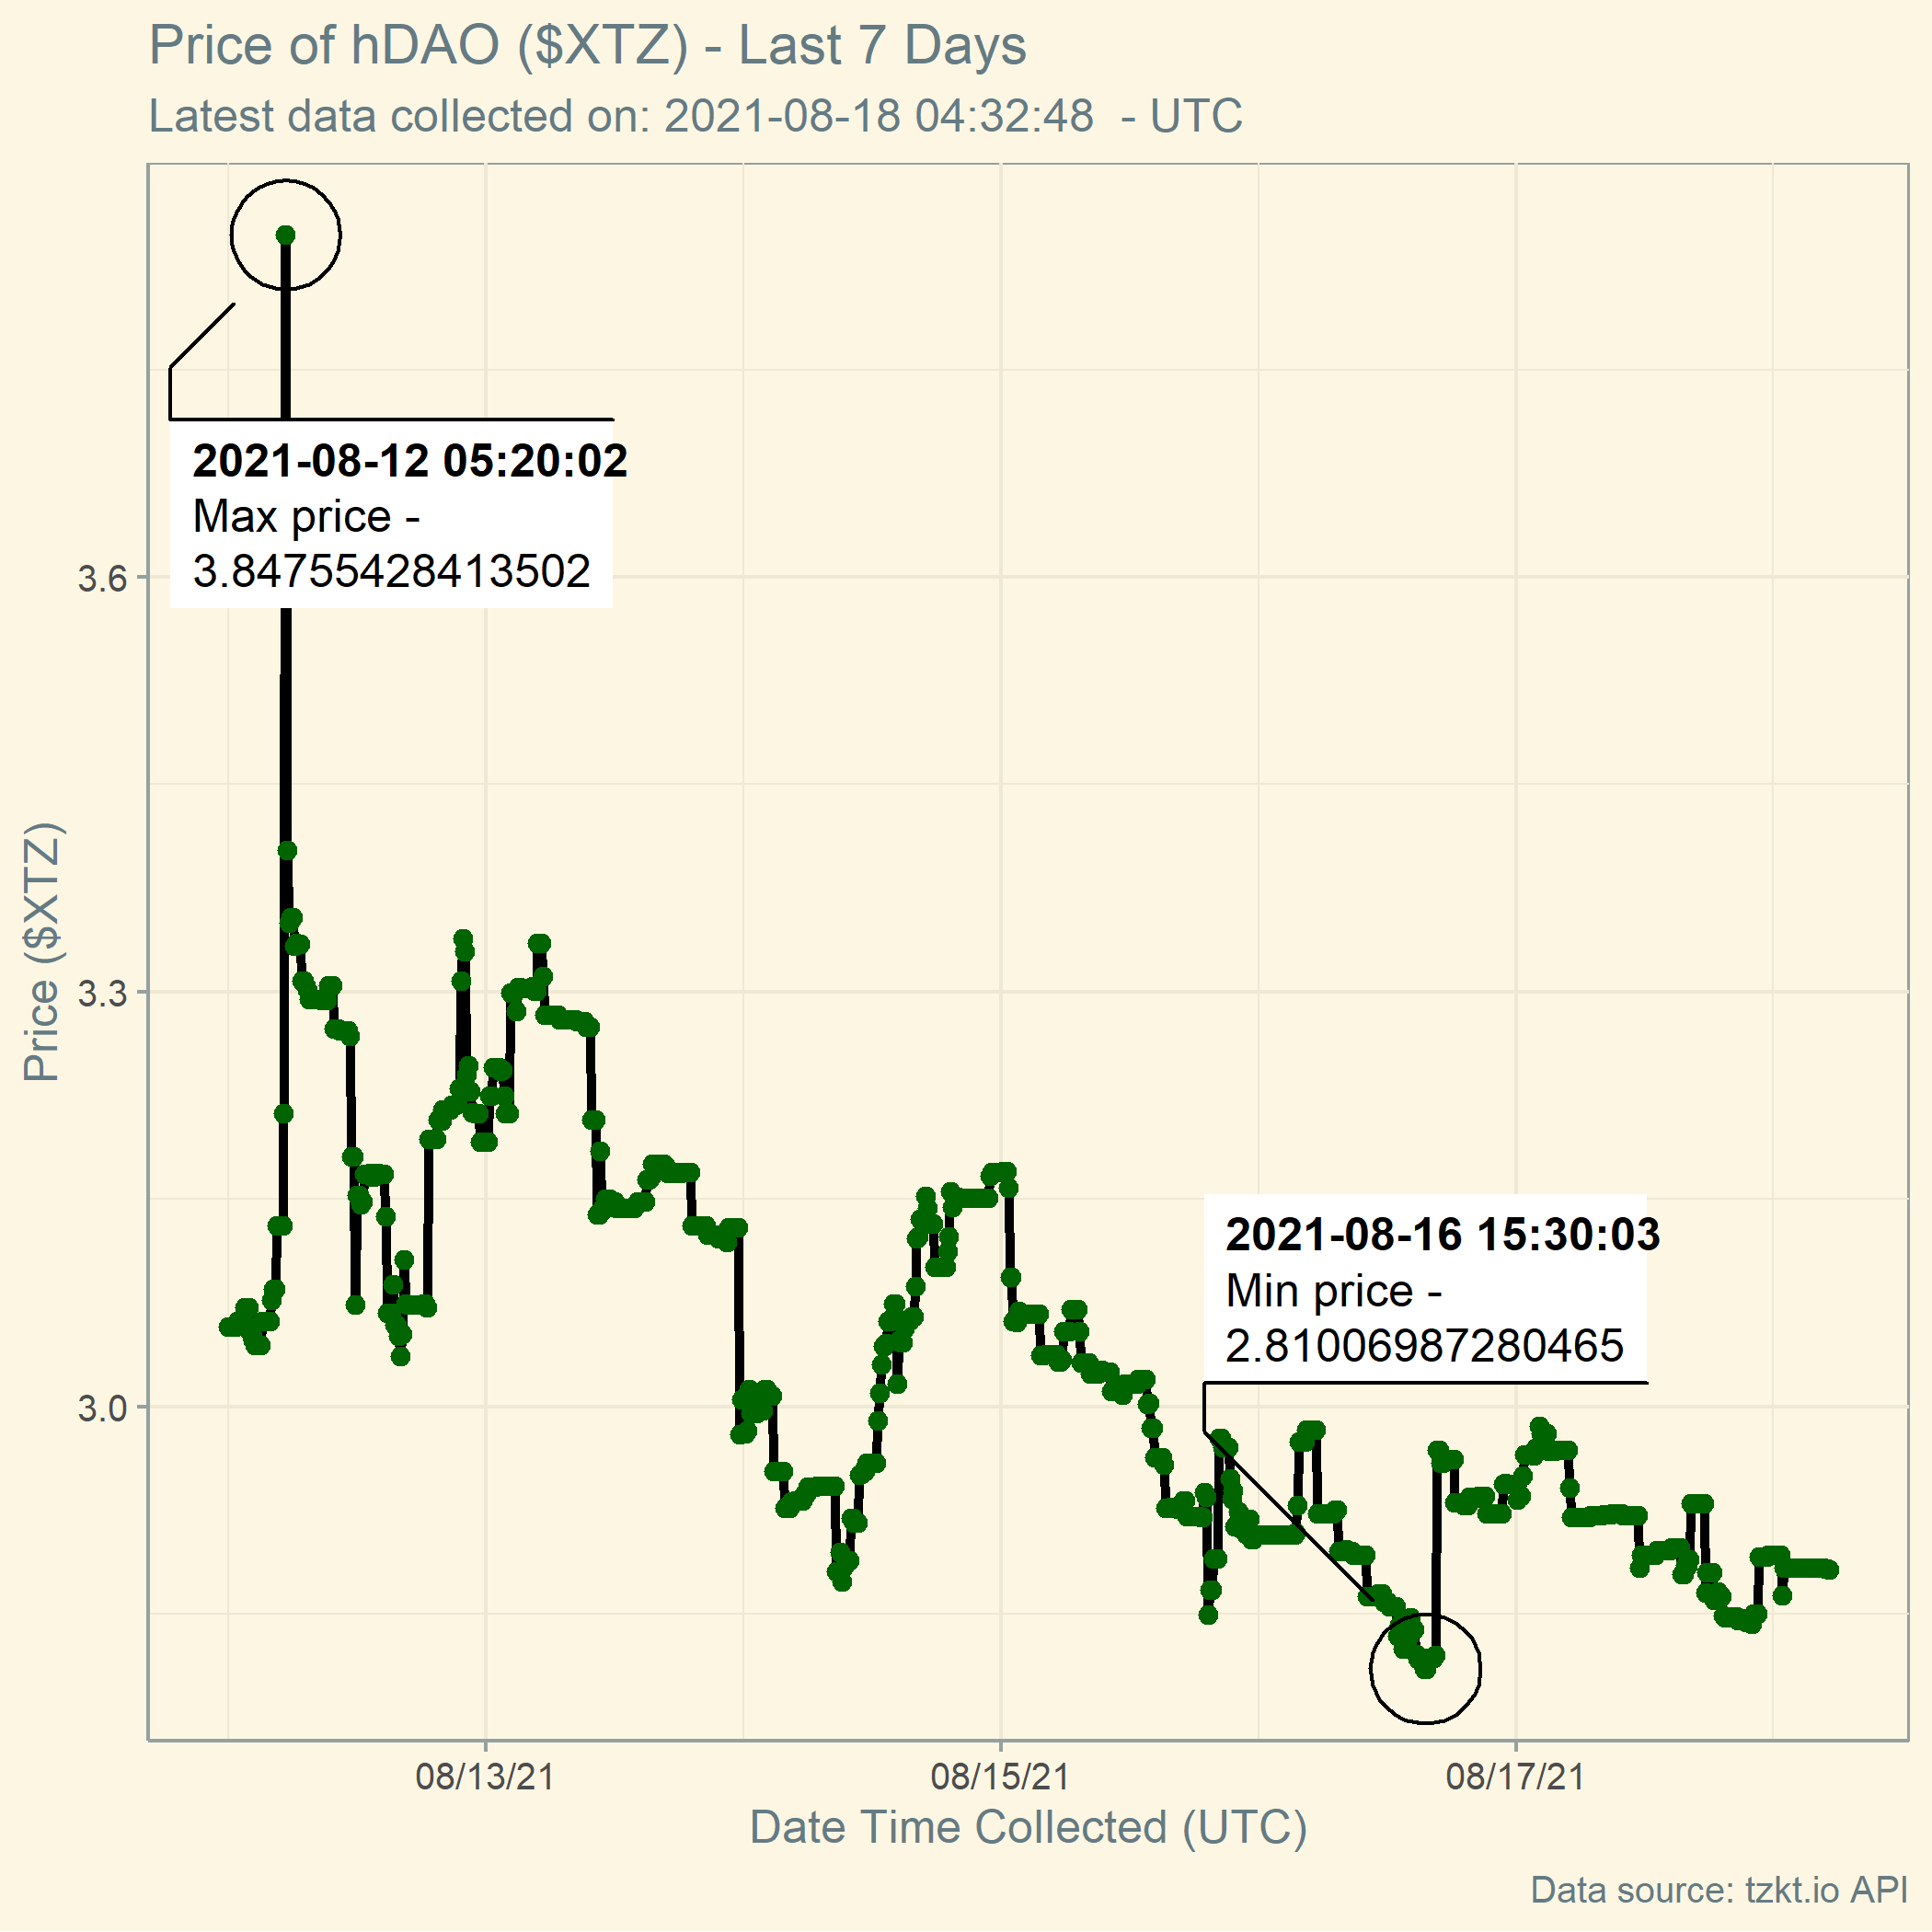 Price of hDAO ($XTZ) - Last 7 Days
Latest data collected on: 2021-08-18 04:32:48  - UTC
2021-08-12 05:20:02
Max price -
3.84755428413502
3.6
Price ($XTZ)
3.3
2021-08-16 15:30:03
Min price -
2.81006987280465
3.0
08/13/21
08/15/21
08/17/21
Date Time Collected (UTC)
Data source: tzkt.io API